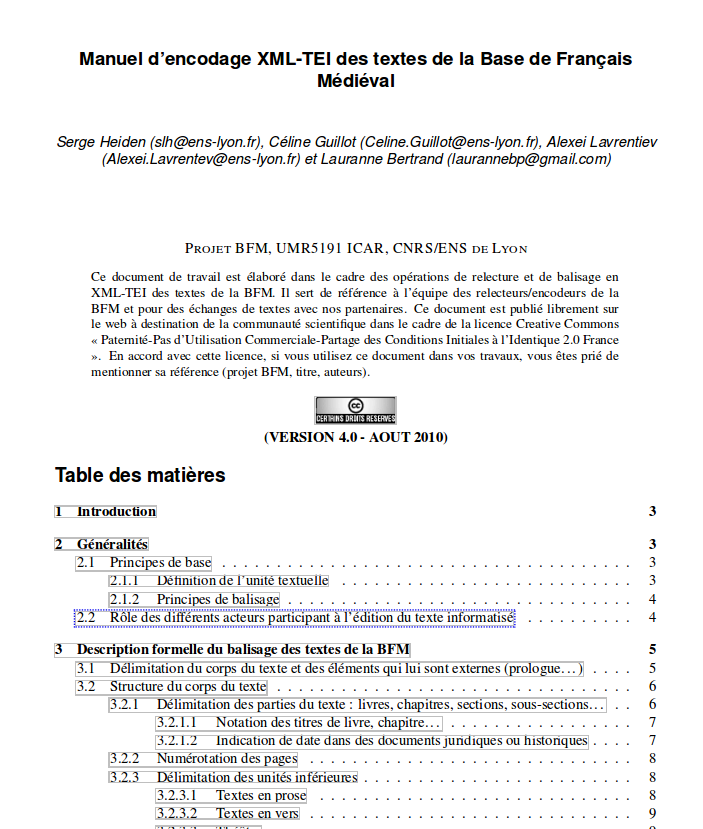 Manuel d'encodage XML-TEI des textes de la Base de Français
Médiéval
Serge Heiden (slh@ens-lyon.fr), Céline Guillot (Celine.Guillot@ens-lyon.fr), Alexei Lavrentiev
(Alexei.Lavrentev@ens-lyon.fr) et Lauranne Bertrand (laurannebp@gmail.com)
PROJET BFM, UMR5191 ICAR, CNRS/ENS DE LYON
Ce document de travail est élaboré dans le cadre des opérations de relecture et de balisage en
XML-TEI des textes de la BFM. Il sert de référence à l'équipe des relecteurs/encodeurs de la
BFM et pour des échanges de textes avec nos partenaires. Ce document est publié librement sur
le web à destination de la communauté scientifique dans le cadre de la licence Creative Commons
« Paternité-Pas d'Utilisation Commerciale-Partage des Conditions Initiales à l'Identique 2.0 France
». En accord avec cette licence, si vous utilisez ce document dans vos travaux, vous êtes prié de
mentionner sa référence (projet BFM, titre, auteurs).
cc
CERTAINS DROITS RESERVES
(VERSION 4.0 - AOUT 2010)
Table des matières
1 Introduction 3
2 Généralités 3
2.1 Principes de base . . . . . . . . . . . . . . . . . . . . . . . . . . . . . . . . . . . . . 3
2.1.1 Définition de l'unité textuelle . . . . . . . . . . . . . . . . . . . . . . . . . . 3
2.1.2 Principes de balisage . . . . . . . . . . . . . . . . . . . . . . . . . . . . . . . 4
2.2 Rôle des différents acteurs participant à l'édition du texte informatisé . . . . . . . . . . 4
3 Description formelle du balisage des textes de la BFM 5
3.1 Délimitation du corps du texte et des éléments qui lui sont externes (prologue...) . . . . 5
3.2 Structure du corps du texte . . . . . . . . . . . . . . . . . . . . . . . . . . . . . . . . 6
3.2.1 Délimitation des parties du texte : livres, chapitres, sections, sous-sections... . . 6
3.2.1.1 Notation des titres de livre, chapitre... . . . . . . . . . . . . . . . . . 7
3.2.1.2 Indication de date dans des documents juridiques ou historiques . . . . 7
3.2.2 Numérotation des pages . . . . . . . . . . . . . . . . . . . . . . . . . . . . . 8
3.2.3 Délimitation des unités inférieures . . . . . . . . . . . . . . . . . . . . . . . . 8
3.2.3.1 Textes en prose . . . . . . . . . . . . . . . . . . . . . . . . . . . . 8
3.2.3.2 Textes en vers . . . . . . . . . . . . . . . . . . . . . . . . . . . . . 9